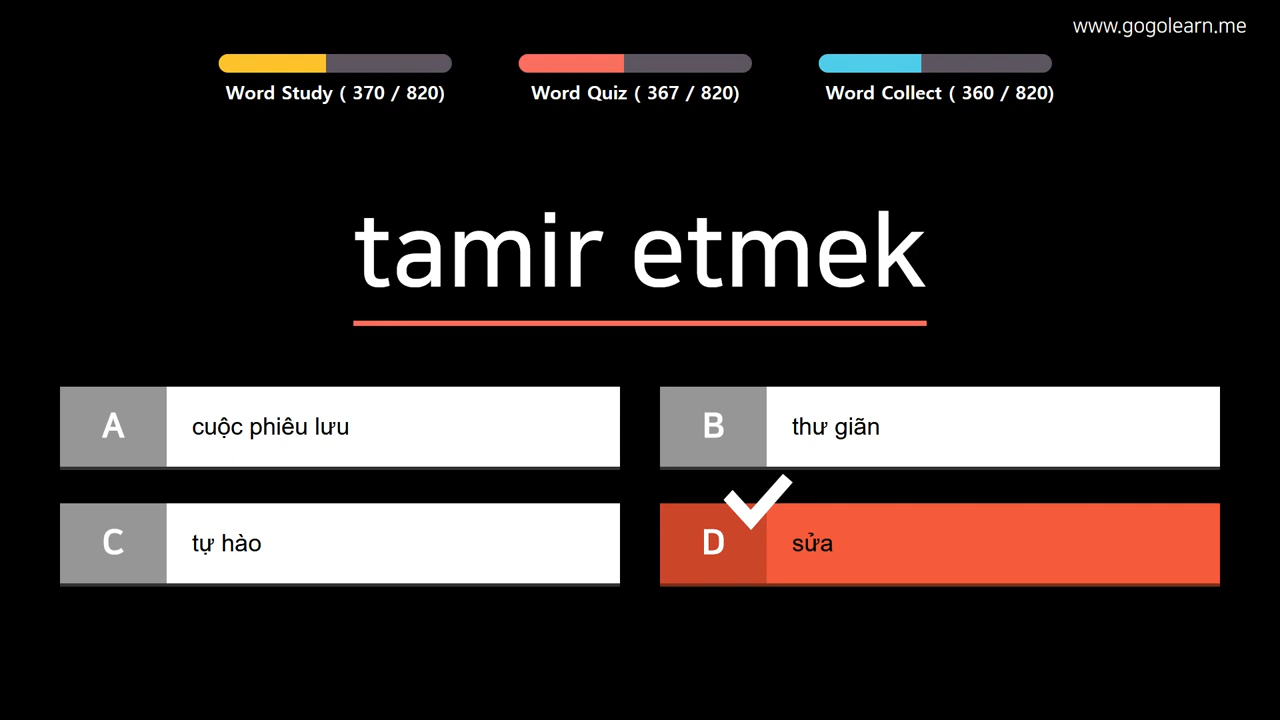 www.gogolearn.me
Word Study ( 370 / 820)
Word Quiz ( 367 / 820)
Word Collect ( 360 / 820)
tamir etmek
A
cuộc phiêu lưu
B
thư giãn
C
tự hào
D
sửa